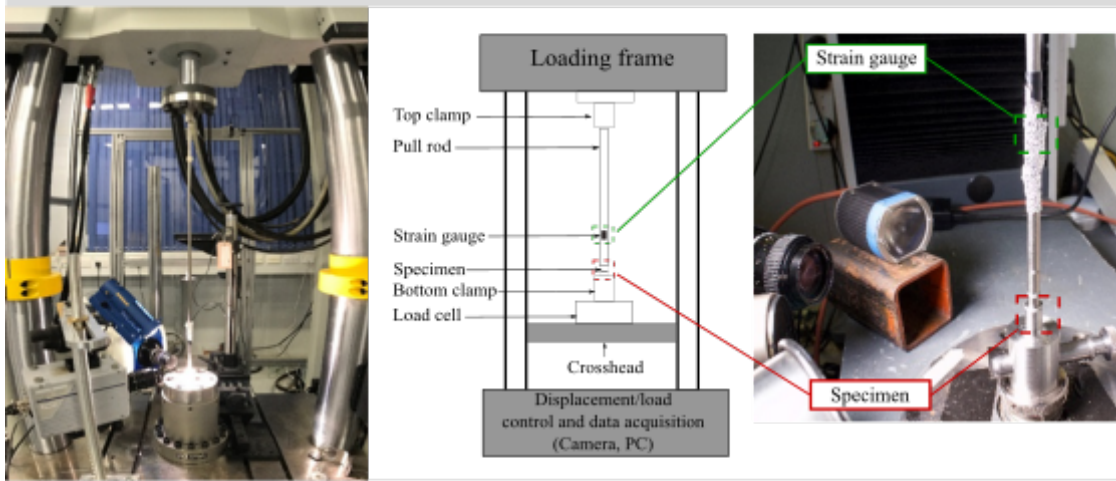 Loading frame
Top clamp
Pull rod
Strain gauge
Specimen
Bottom clamp
Load cell
Crosshead
Displacement/load
control and data acquisition
(Camera, PC)
Strain gauge
Specimen